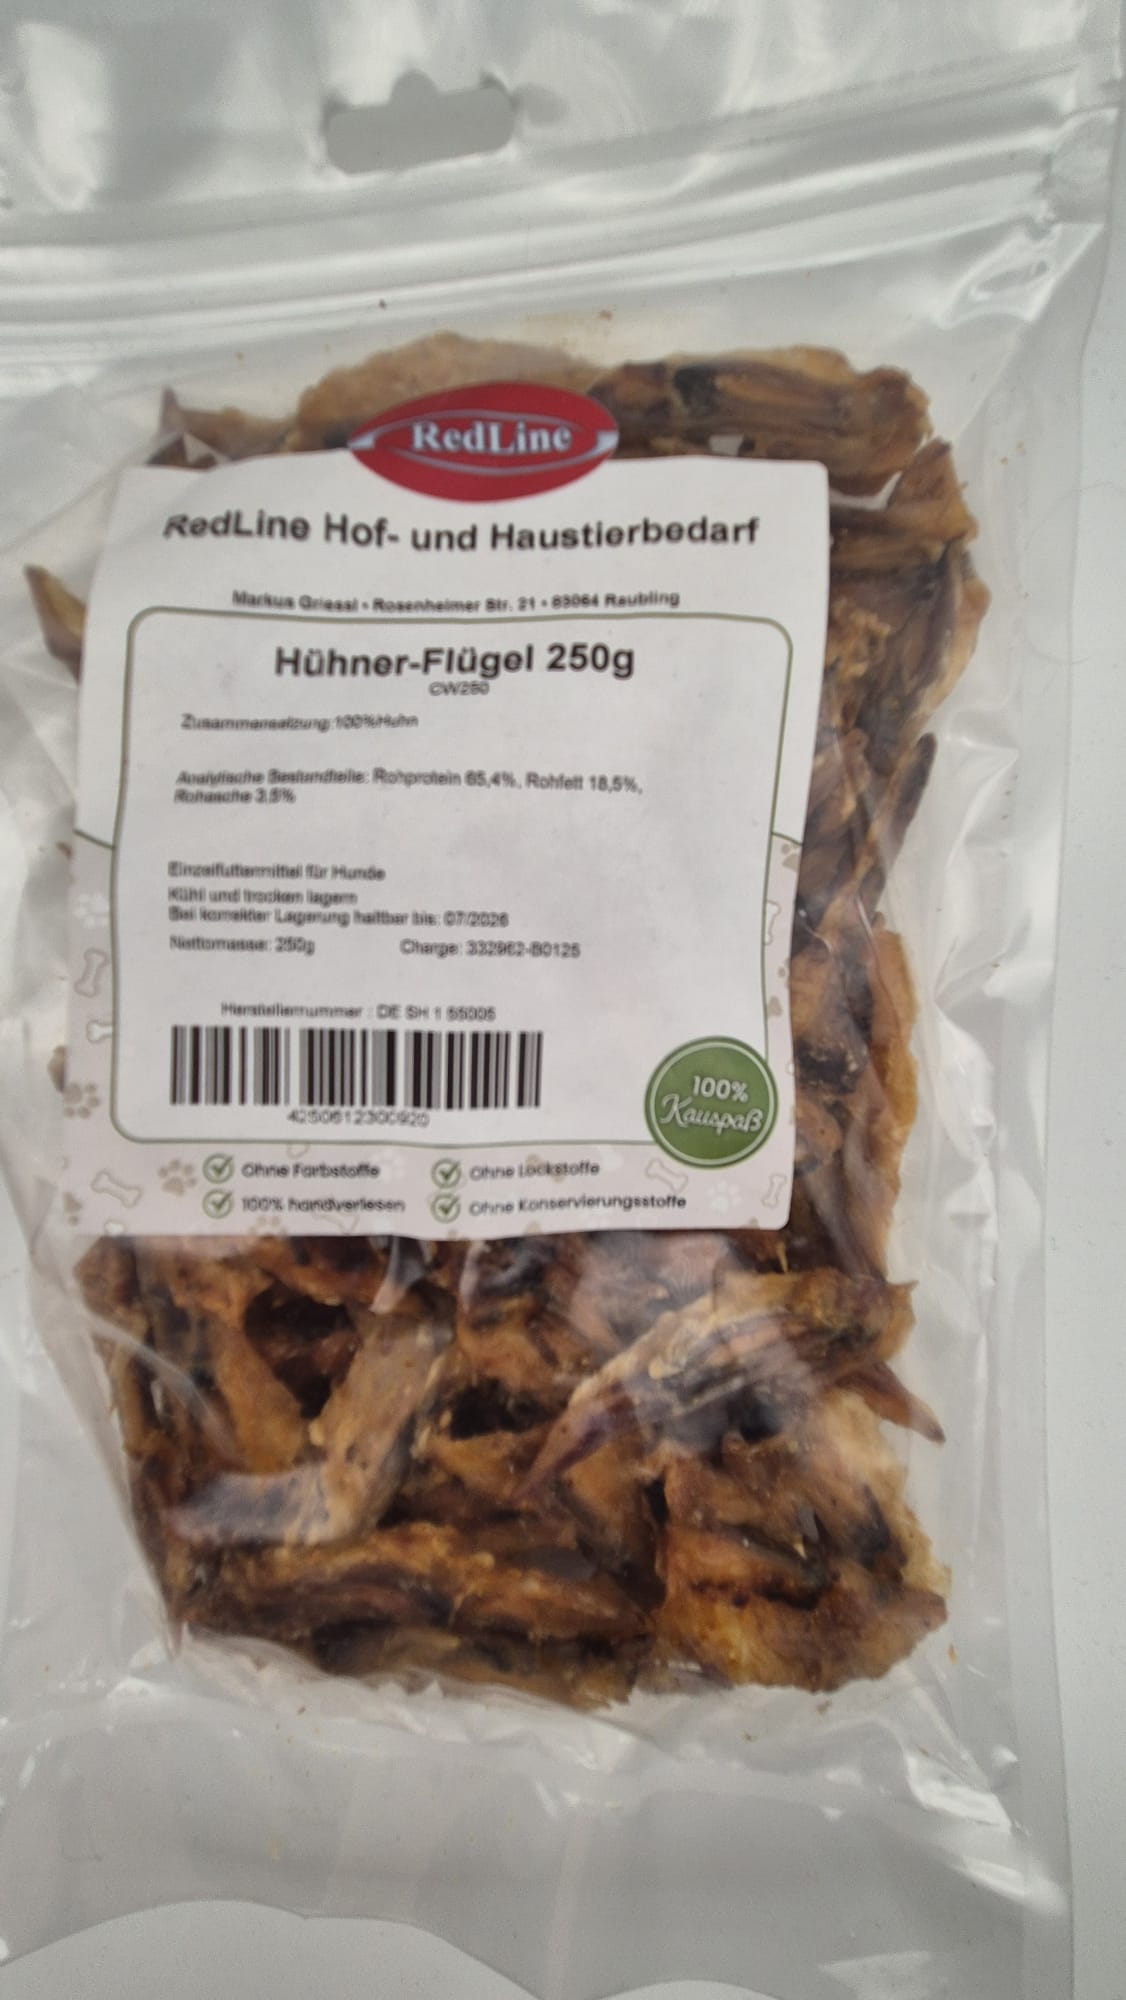 RedLine
RedLine Hof- und Haustierbedarf
Markus Griessl • Rosenheimer Str. 21 • 83064 Raubling
Hühner-Flügel 250g
CW250
Zusammensetzung: 100% Huhn
Analytische Bestandteile: Rohprotein 65,4%, Rohfett 18,5%,
Rohasche 3,5%
Einzelfuttermittel für Hunde
Kühl und trocken lagern
Bei korrekter Lagerung haltbar bis: 07/2026
Nettomasse: 250g Charge: 332962-B0125
Herstellernummer : DE SH 1 55005
4250612300920
100%
Kauspaß
Ohne Farbstoffe Ohne Lockstoffe
100% handverlesen Ohne Konservierungsstoffe